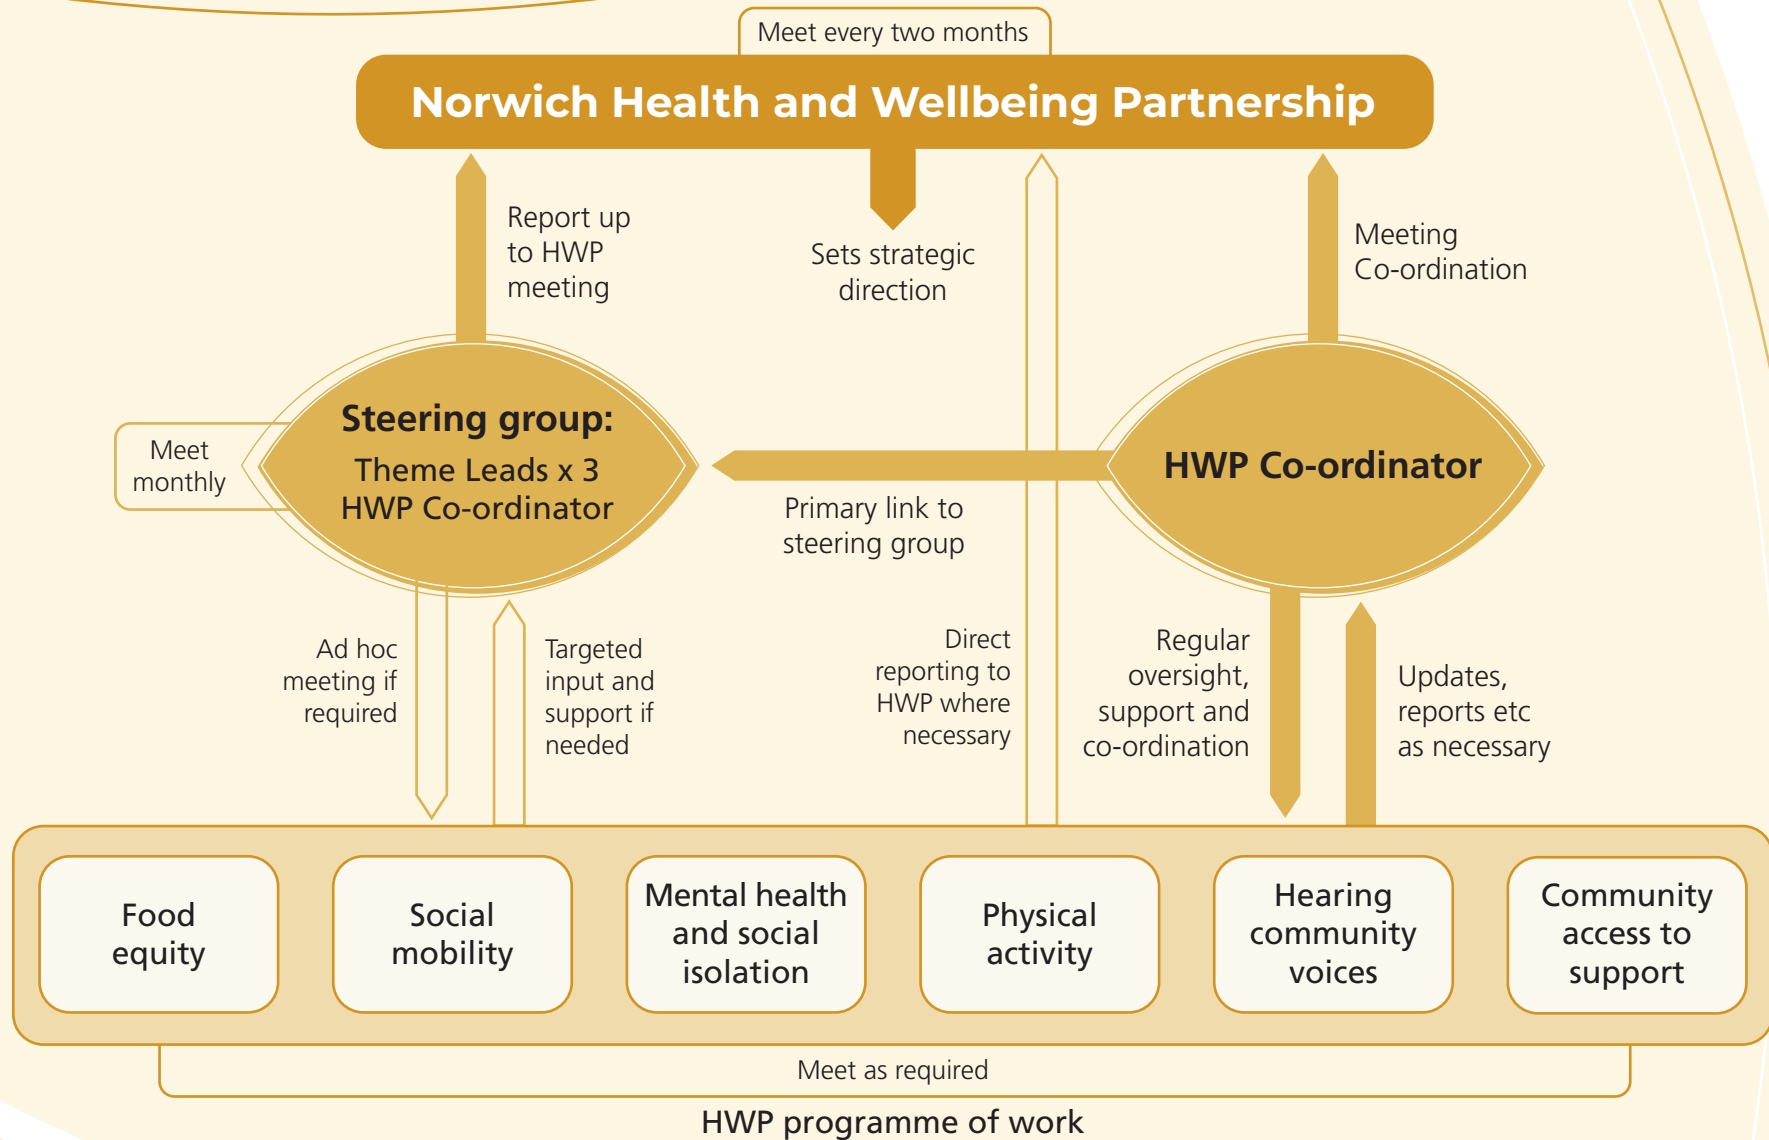 Meet every two months
Norwich Health and Wellbeing Partnership
Report up
to HWP
meeting
Sets strategic
direction
Meeting
Co-ordination
Meet
monthly
Steering group:
Theme Leads x 3
HWP Co-ordinator
Primary link to
steering group
HWP Co-ordinator
Ad hoc
meeting if
required
Targeted
input and
support if
needed
Direct
reporting to
HWP where
necessary
Regular
oversight,
support and
co-ordination
Updates,
reports etc
as necessary
Food
equity
Social
mobility
Mental health
and social
isolation
Physical
activity
Hearing
community
voices
Community
access to
support
Meet as required
HWP programme of work